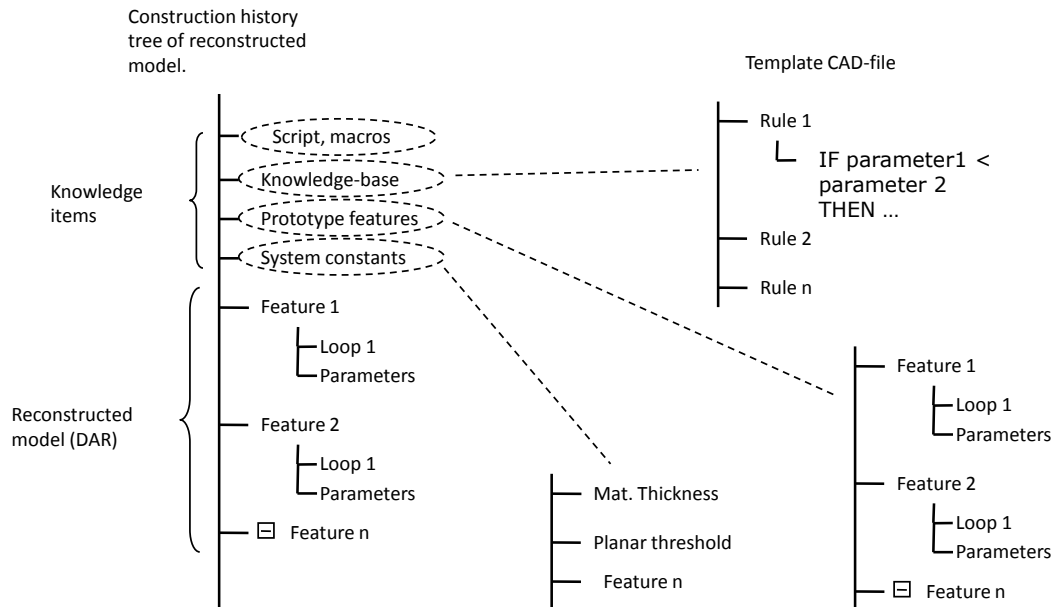 Construction history
tree of reconstructed
model.
Template CAD-file
Script, macros
Knowledge-base
Prototype features
System constants
Knowledge
items
Feature 1
Loop 1
Parameters
Reconstructed
model (DAR)
Feature 2
Loop 1
Parameters
Feature n
Rule 1
IF parameter1 <
parameter 2
THEN ...
Rule 2
Rule n
Mat. Thickness
Planar threshold
Feature n
Feature 1
Loop 1
Parameters
Feature 2
Loop 1
Parameters
Feature n